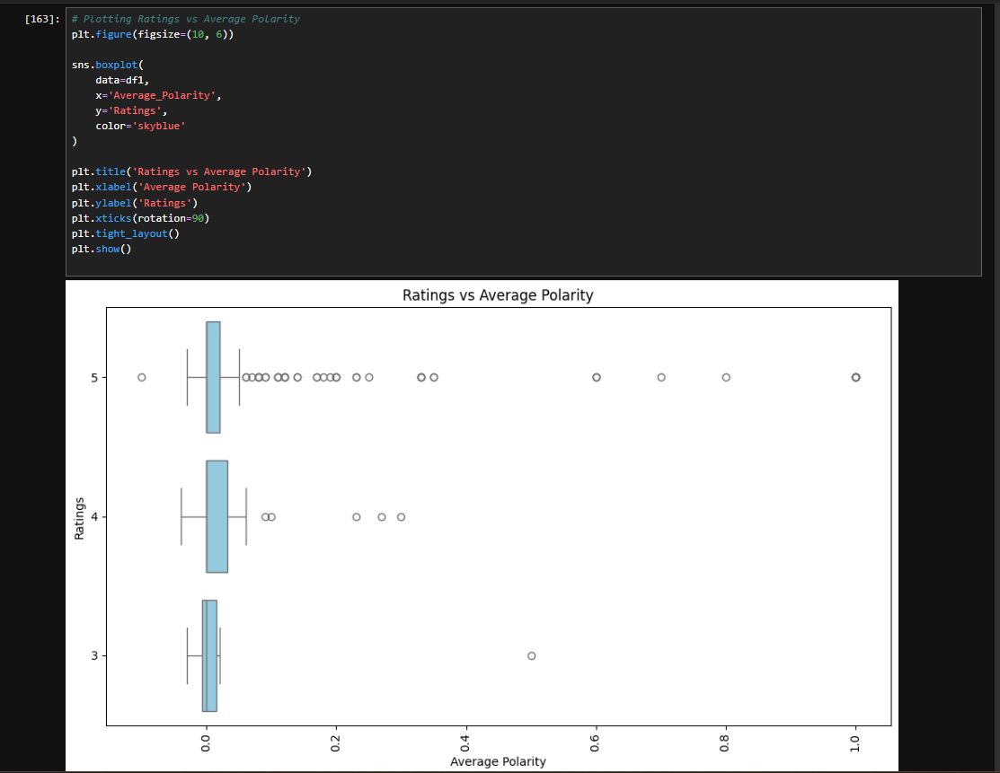 [163]:
# Plotting Ratings vs Average Polarity
plt.figure(figsize=(10, 6))
sns.boxplot(
data=df1,
x='Average_Polarity',
y='Ratings',
color='skyblue'
)
plt.title('Ratings vs Average Polarity')
plt.xlabel('Average Polarity')
plt.ylabel('Ratings')
plt.xticks(rotation=90)
plt.tight_layout()
plt.show()
Ratings vs Average Polarity
5
4
3
Ratings
0.0
0.2
0.4
0.6
0.8
1.0
Average Polarity